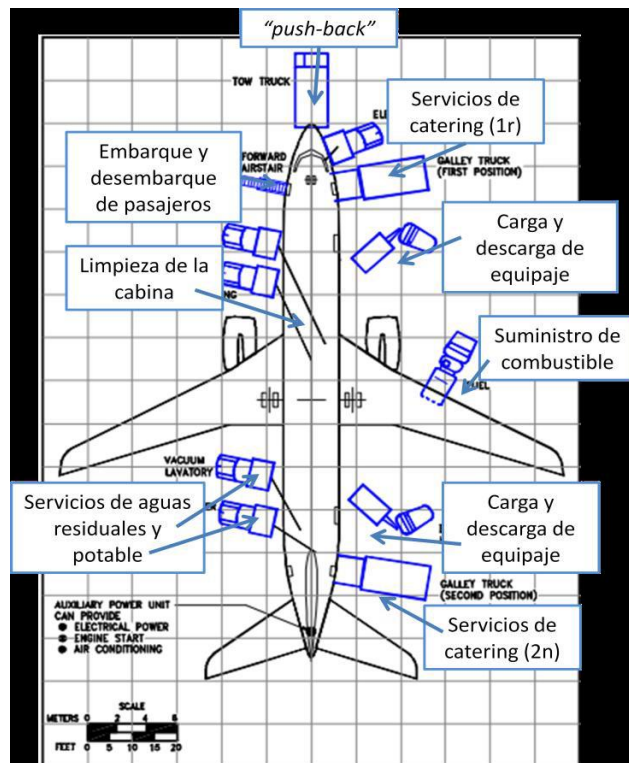 “push-back”
TOW TRUCK
Servicios de
catering (1r)
Embarque y
desembarque
de pasajeros
FORWARD
AIRSTAIR
GALLEY TRUCK
(FIRST POSITION)
Carga y
descarga de
equipaje
Limpieza de la
cabina
Suministro de
combustible
VACUUM
LAVATORY
Servicios de aguas
residuales y
potable
Carga y
descarga de
equipaje
GALLEY TRUCK
(SECOND POSITION)
Servicios de
catering (2n)
AUXILIARY POWER UNIT
CAN PROVIDE
ELECTRICAL POWER
ENGINE START
AIR CONDITIONING
SCALE
METERS 0 2 4 6
FEET 0 5 10 15 20